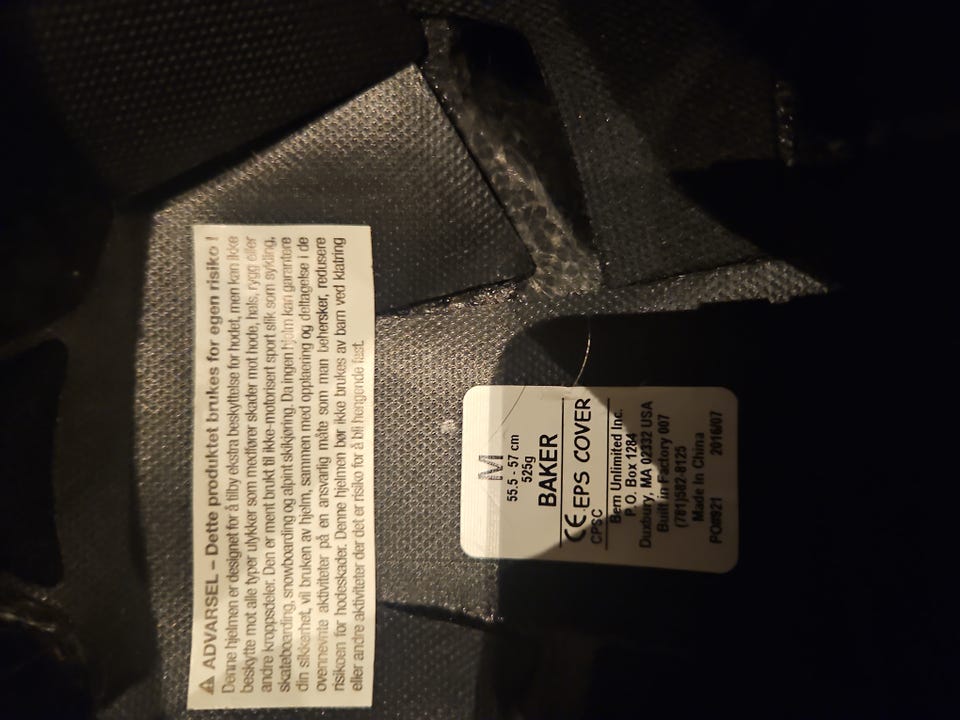 ⚠ ADVARSEL – Dette produktet brukes for egen risiko !
Denne hjelmen er designet for å tilby ekstra beskyttelse for hodet, men kan ikke
beskytte mot alle typer ulykker som medfører skader mot hode, hals, rygg eller
andre kroppsdeler. Den er ment brukt til ikke-motorisert sport slik som sykling,
skateboarding, snowboarding og alpint skikjøring. Da ingen hjelm kan garantere
din sikkerhet, vil bruken av hjelm, sammen med opplæring og deltagelse i de
ovennevnte aktiviteter på en ansvarlig måte som man behersker, redusere
risikoen for hodeskader. Denne hjelmen bør ikke brukes av barn ved klatring
eller andre aktiviteter der det er risiko for å bli hengende fast.
M
55.5 - 57 cm
525g
BAKER
CE EPS COVER
CPSC
Bern Unlimited Inc.
P.O. Box 1284
Duxbury, MA 02332 USA
Built in Factory 007
(781)582-8125
Made In China
PO#921 2016/07